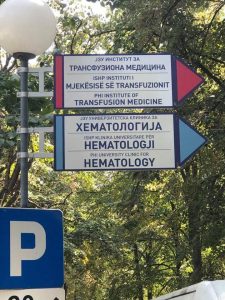 ЈЗУ ИНСТИТУТ ЗА
ТРАНСФУЗИОНА МЕДИЦИНА
ISHP INSTITUTI I
MJEKËSISË SË TRANSFUZIONIT
PHI INSTITUTE OF
TRANSFUSION MEDICINE
ЈЗУ УНИВЕРЗИТЕТСКА КЛИНИКА ЗА
ХЕМАТОЛОГИЈА
ISHP KLINIKA UNIVERSITARE PËR
HEMATOLOGJI
PHI UNIVERSITY CLINIC FOR
HEMATOLOGY
P